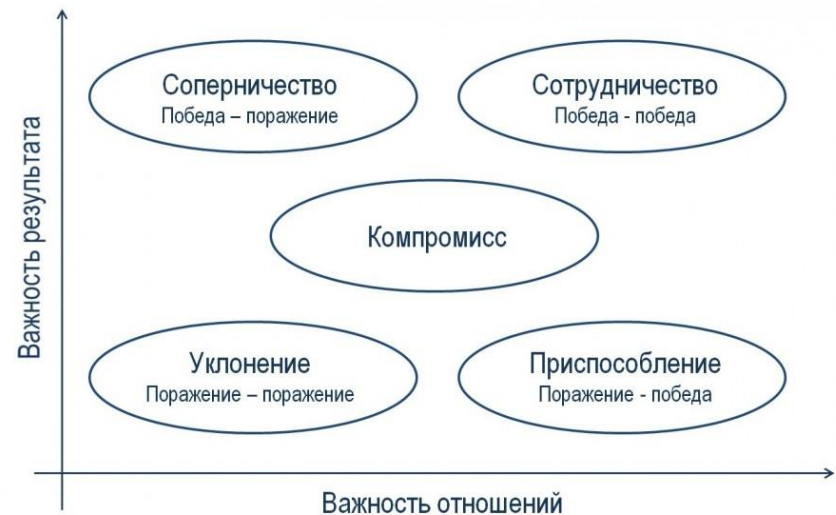 Важность результата
Соперничество
Победа – поражение
Сотрудничество
Победа - победа
Компромисс
Уклонение
Поражение – поражение
Приспособление
Поражение - победа
Важность отношений